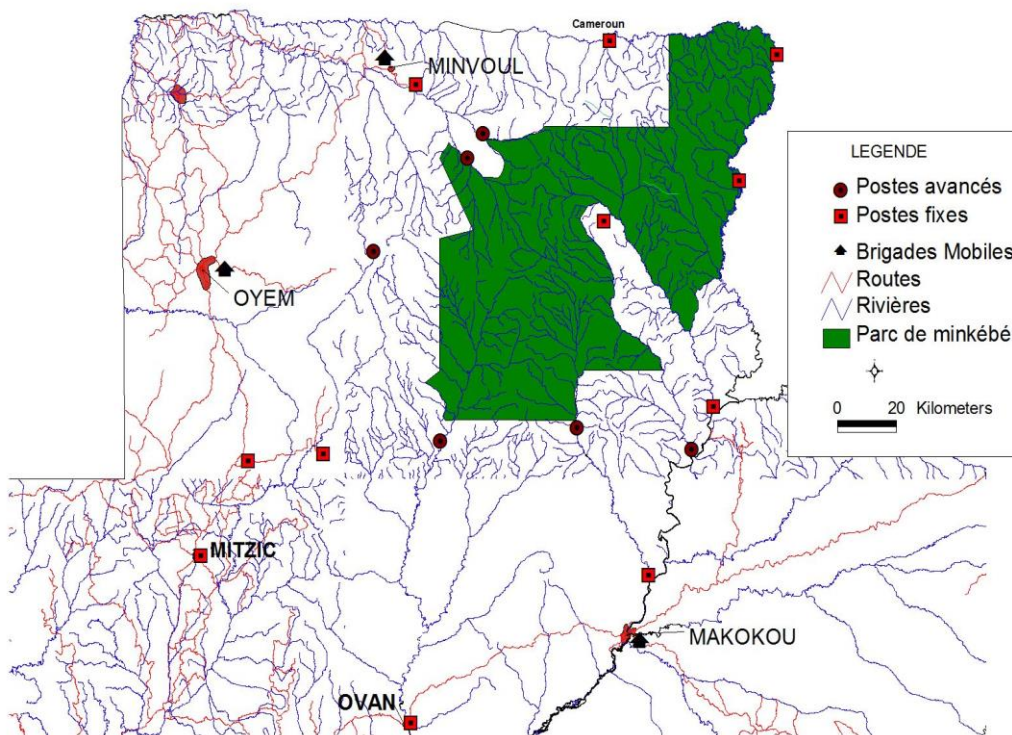 Cameroun
MINVOUL
OYEM
MITZIC
OVAN
MAKOKOU
LEGENDE
Postes avancés
Postes fixes
Brigades Mobiles
Routes
Rivières
Parc de minkébé
0 20 Kilometers